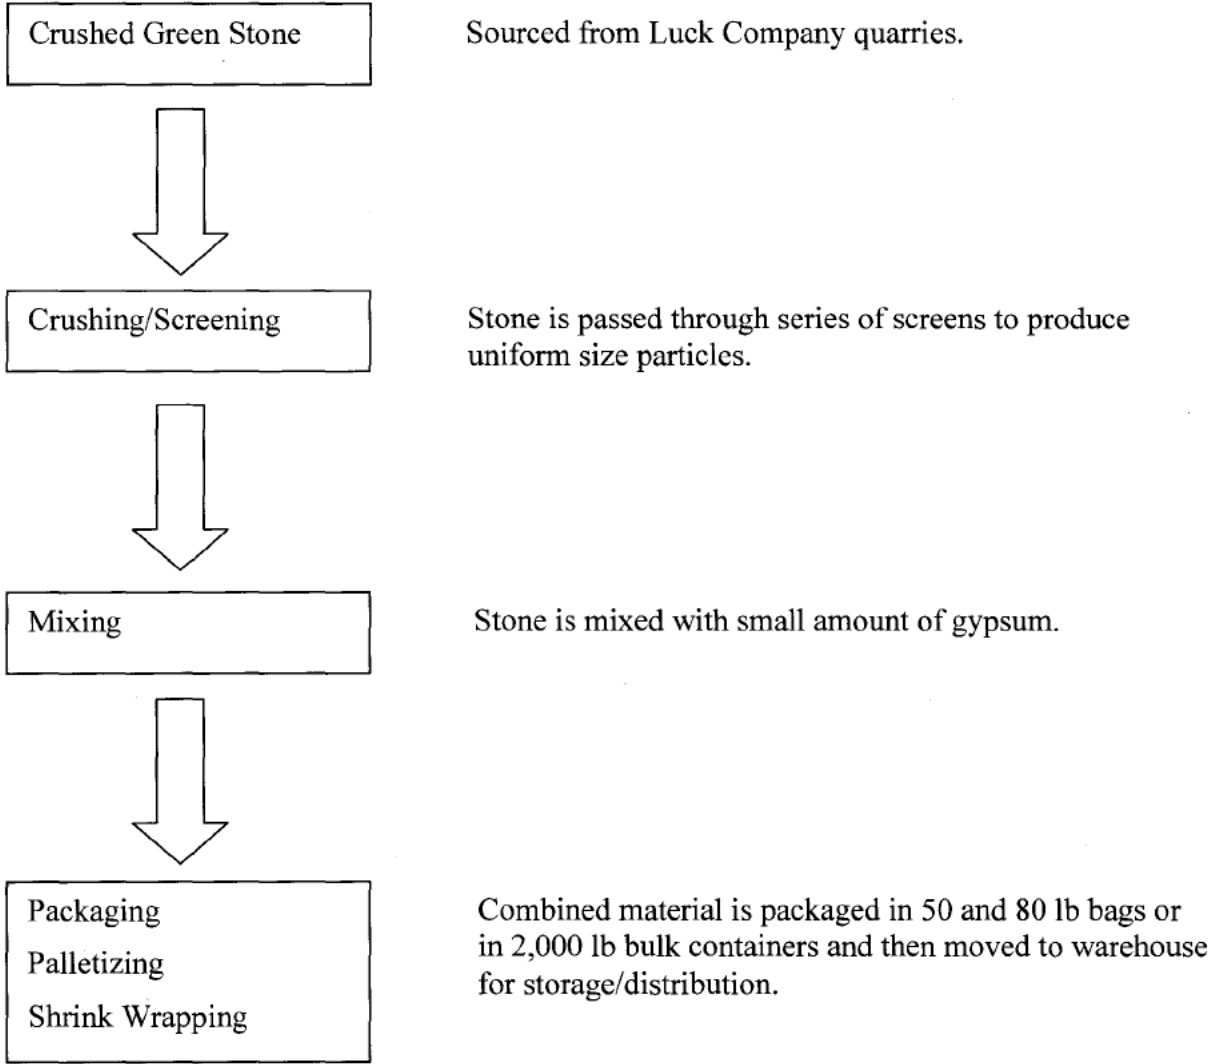 Crushed Green Stone
Sourced from Luck Company quarries.
Crushing/Screening
Stone is passed through series of screens to produce
uniform size particles.
Mixing
Stone is mixed with small amount of gypsum.
Packaging
Palletizing
Shrink Wrapping
Combined material is packaged in 50 and 80 lb bags or
in 2,000 lb bulk containers and then moved to warehouse
for storage/distribution.